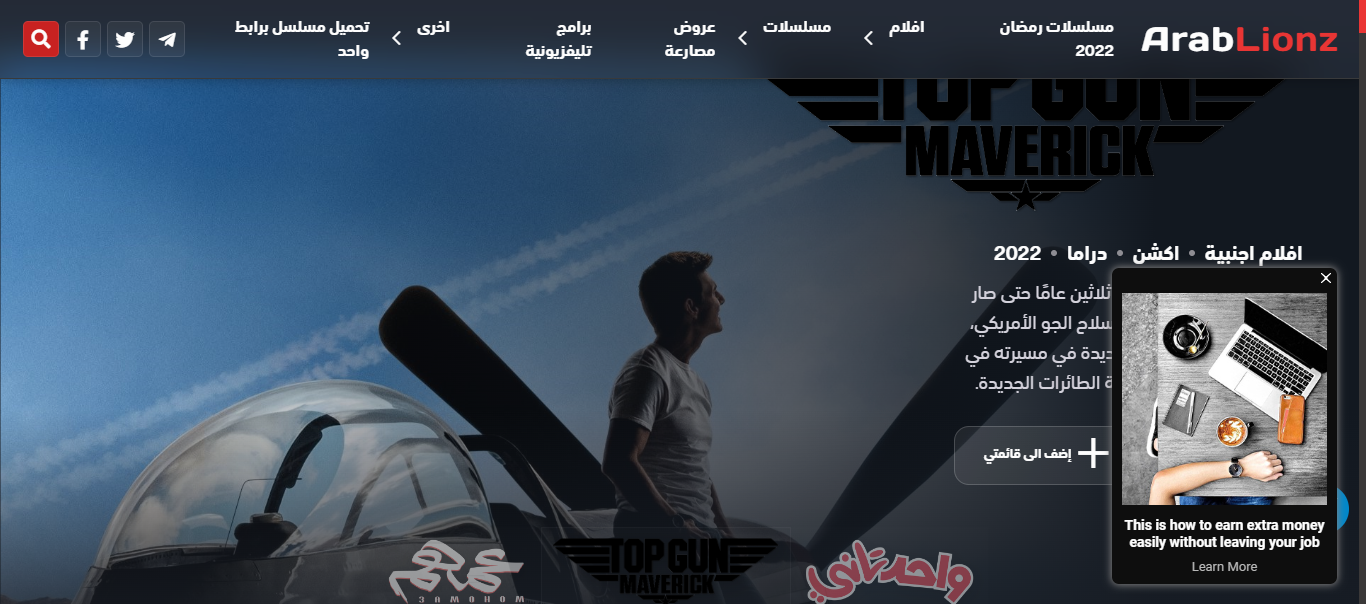 ArabLionz
مسلسلات رمضان
2022
افلام
مسلسلات
عروض
مصارعة
برامج
تليفزيونية
اخرى
تحميل مسلسل برابط
واحد
TOP GUN
MAVERICK
افلام اجنبية • اكشن • دراما • 2022
ثلاثين عامًا حتى صار
سلاح الجو الأمريكي،
في مسيرته في
الطائرات الجديدة.
إضف الى قائمتي
This is how to earn extra money
easily without leaving your job
Learn More
TOP GUN
MAVERICK
واحد تاني
3AMOHOM